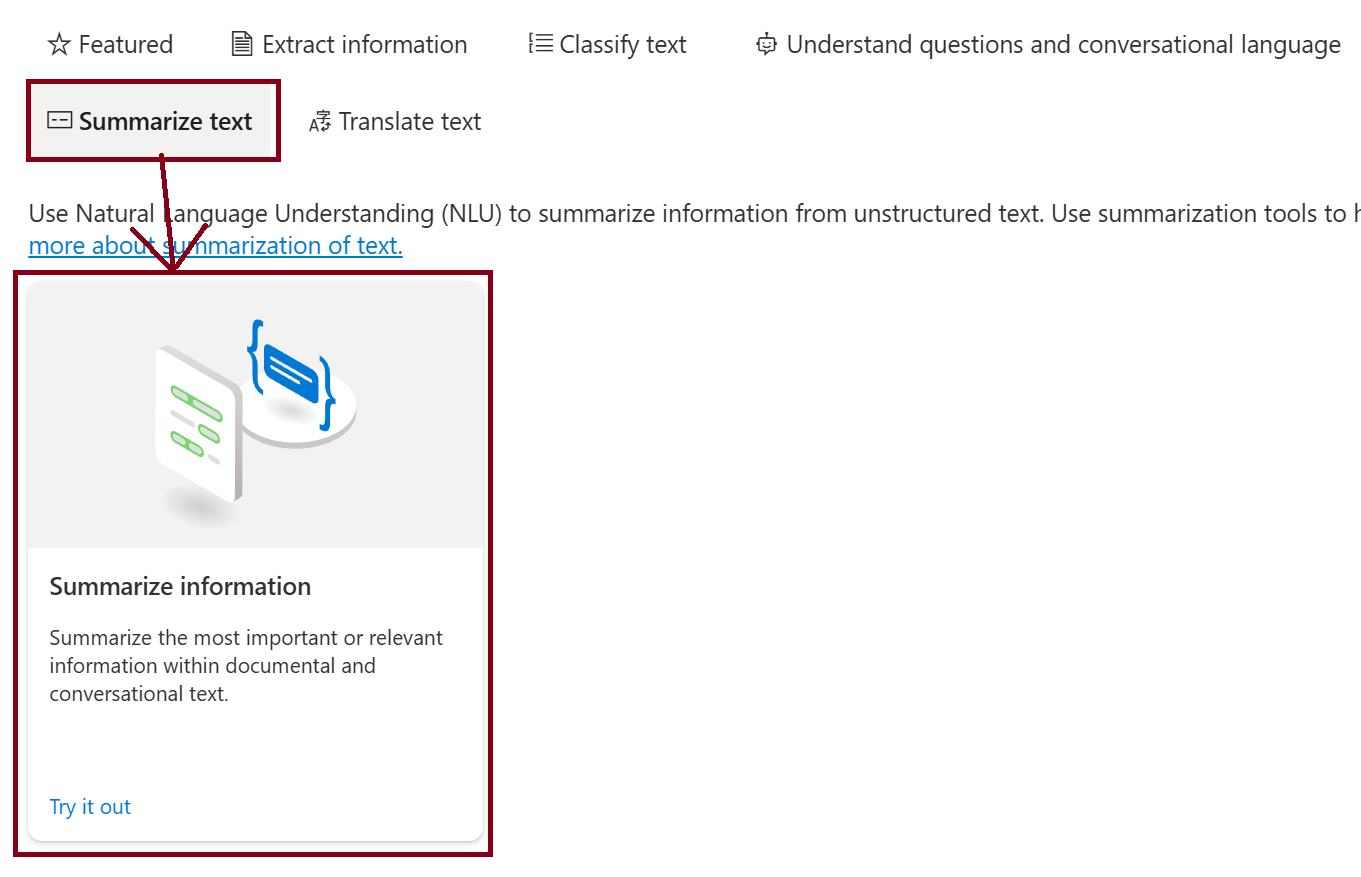 Featured Extract information Classify text Understand questions and conversational language
Summarize text Translate text
Use Natural Language Understanding (NLU) to summarize information from unstructured text. Use summarization tools to
more about summarization of text.
Summarize information
Summarize the most important or relevant
information within documental and
conversational text.
Try it out